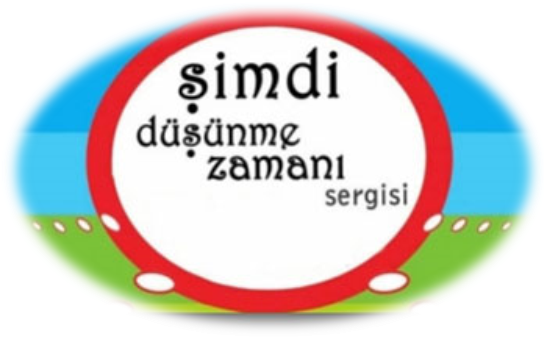 şimdi
düşünme
zamanı
sergisi